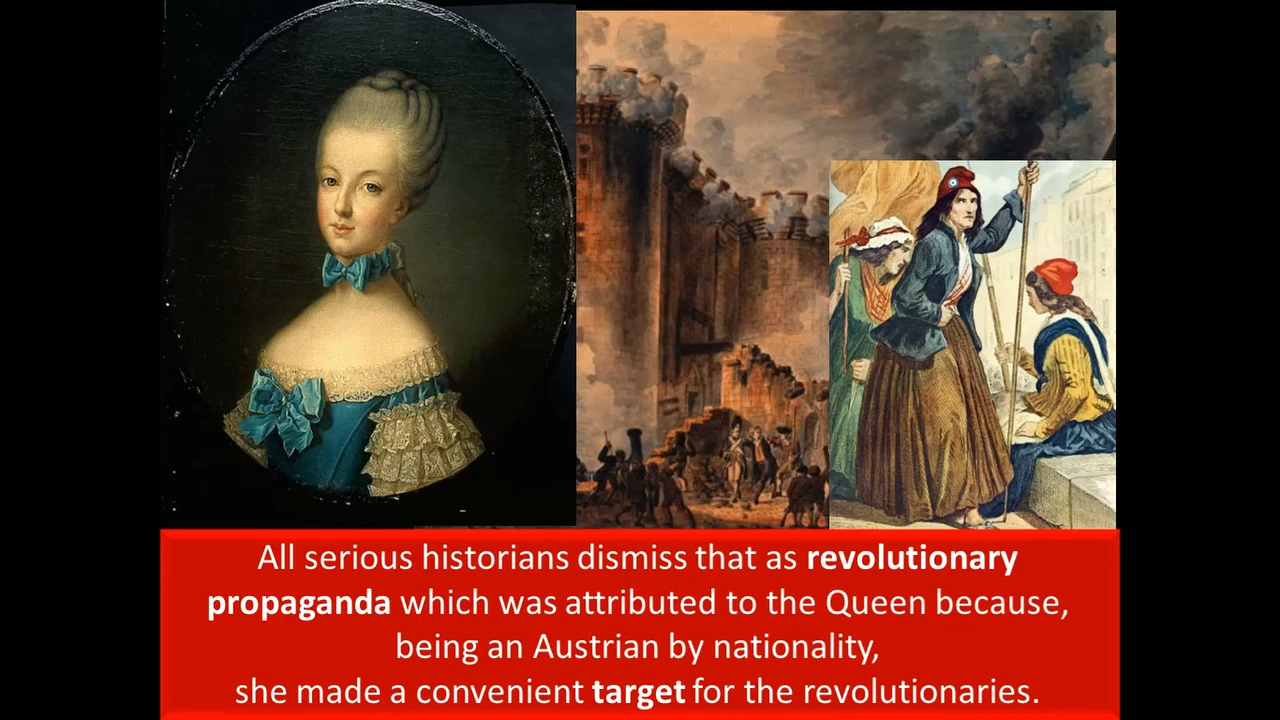 All serious historians dismiss that as revolutionary
propaganda which was attributed to the Queen because,
being an Austrian by nationality,
she made a convenient target for the revolutionaries.